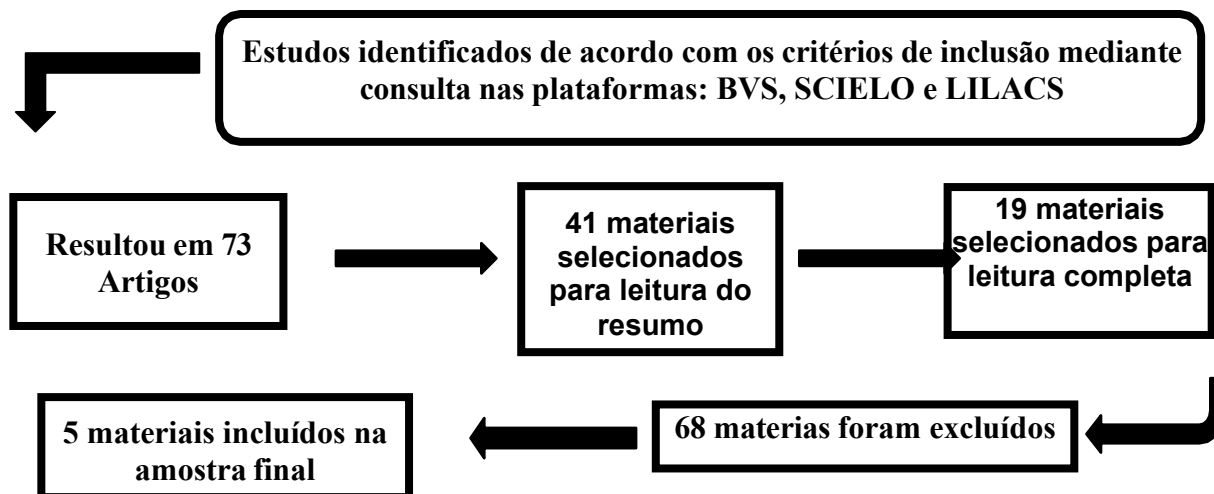 Estudos identificados de acordo com os critérios de inclusão mediante
consulta nas plataformas: BVS, SCIELO e LILACS
Resultou em 73
Artigos
41 materiais
selecionados
para leitura do
resumo
19 materiais
selecionados para
leitura completa
68 materias foram excluídos
5 materiais incluídos na
amostra final